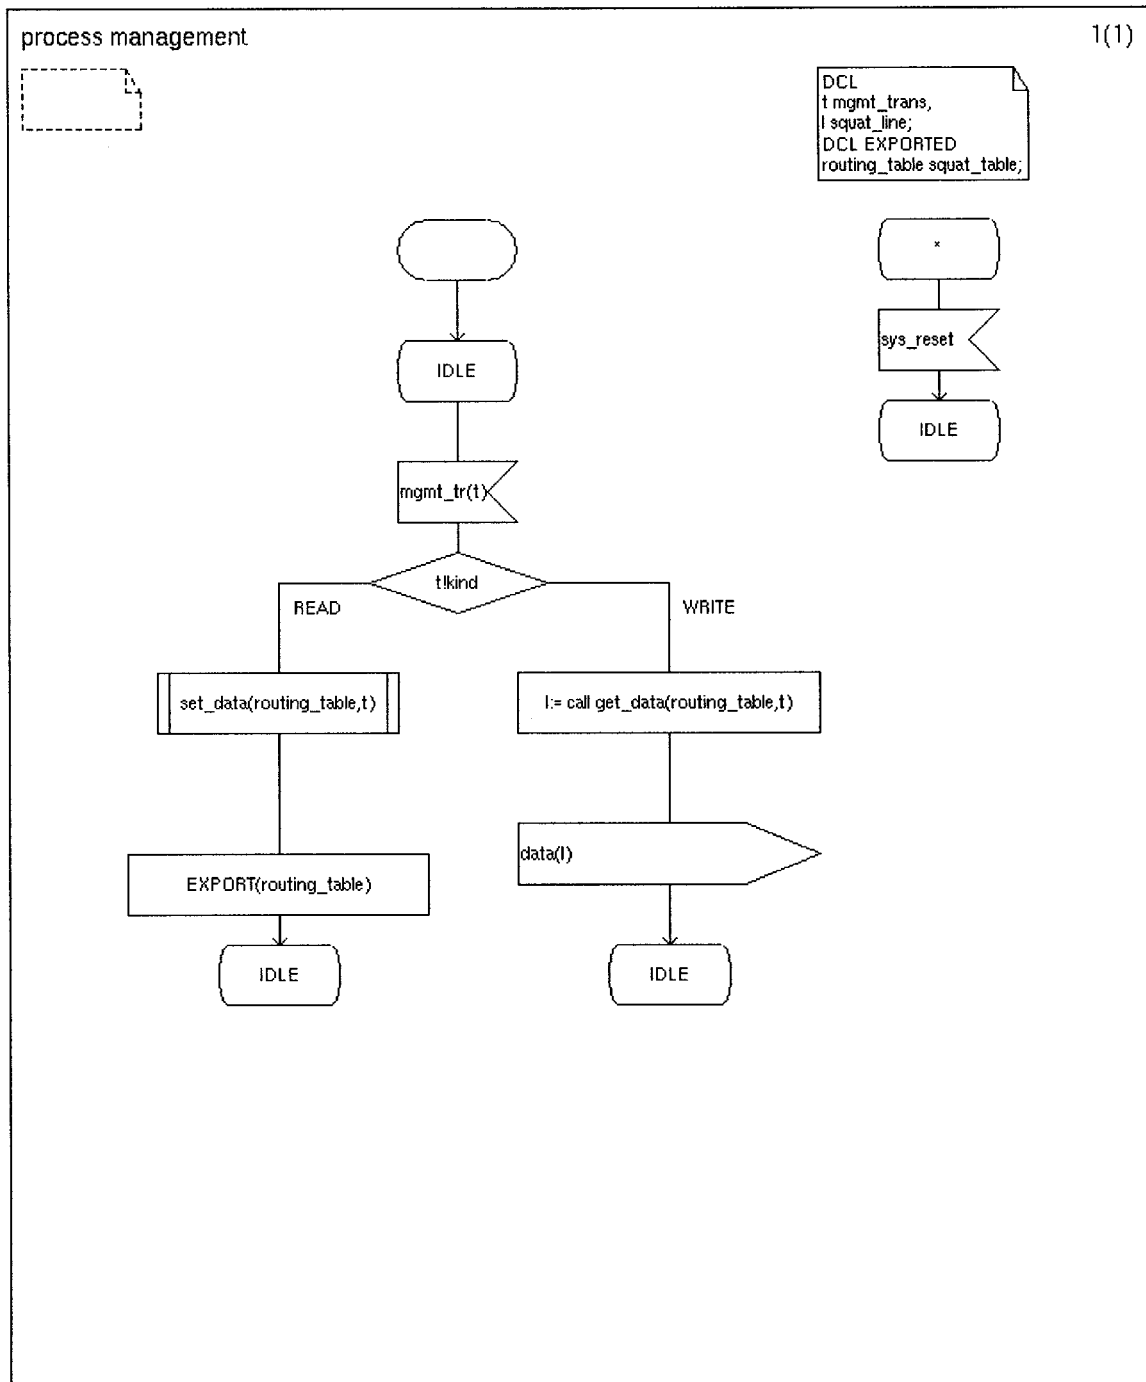 process management
1(1)
DCL
t mgmt_trans,
l squat_line;
DCL EXPORTED
routing_table squat_table;
*
IDLE
sys_reset
IDLE
mgmt_tr(t)
t!kind
READ
WRITE
set_data(routing_table,t)
l:= call get_data(routing_table,t)
data(l)
EXPORT(routing_table)
IDLE
IDLE